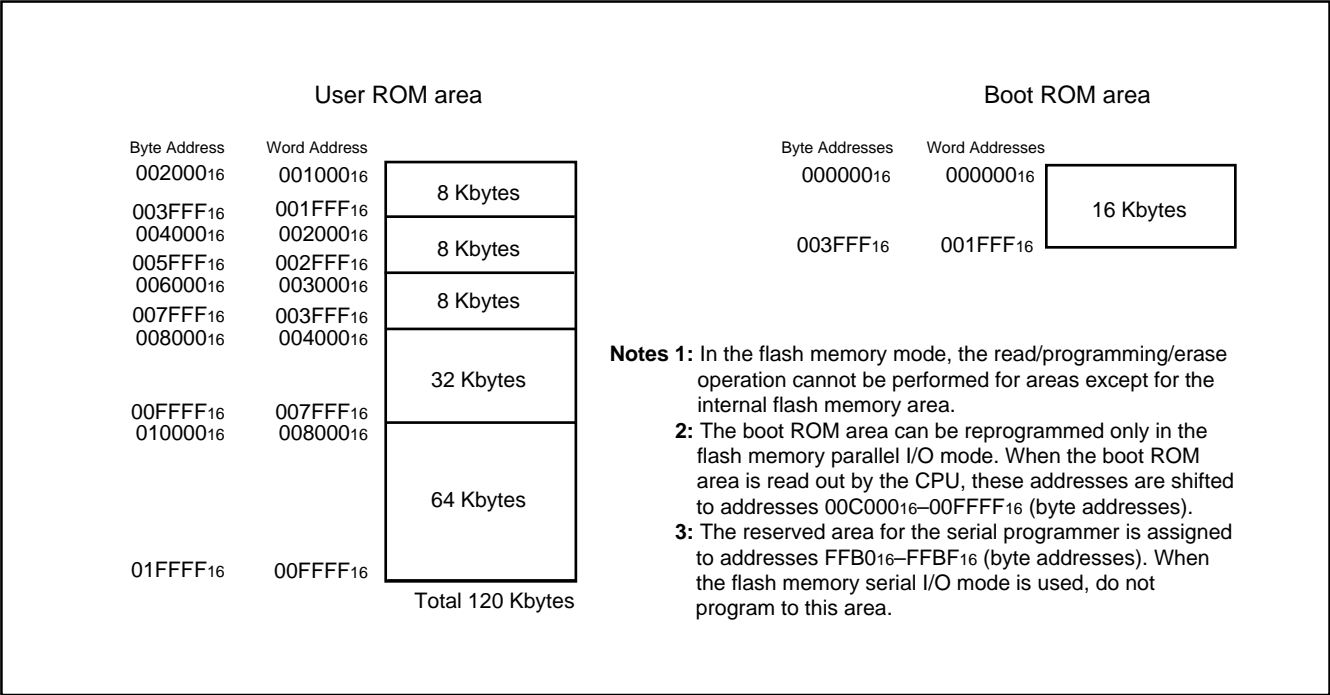 User ROM area
Byte Address Word Address
002000₁₆ 001000₁₆
8 Kbytes
003FFF₁₆ 001FFF₁₆
004000₁₆ 002000₁₆
8 Kbytes
005FFF₁₆ 002FFF₁₆
006000₁₆ 003000₁₆
8 Kbytes
007FFF₁₆ 003FFF₁₆
008000₁₆ 004000₁₆
32 Kbytes
00FFFF₁₆ 007FFF₁₆
010000₁₆ 008000₁₆
64 Kbytes
01FFFF₁₆ 00FFFF₁₆
Total 120 Kbytes
Boot ROM area
Byte Addresses Word Addresses
000000₁₆ 000000₁₆
16 Kbytes
003FFF₁₆ 001FFF₁₆
Notes 1: In the flash memory mode, the read/programming/erase
operation cannot be performed for areas except for the
internal flash memory area.
2: The boot ROM area can be reprogrammed only in the
flash memory parallel I/O mode. When the boot ROM
area is read out by the CPU, these addresses are shifted
to addresses 00C000₁₆–00FFFF₁₆ (byte addresses).
3: The reserved area for the serial programmer is assigned
to addresses FFB0₁₆–FFBF₁₆ (byte addresses). When
the flash memory serial I/O mode is used, do not
program to this area.